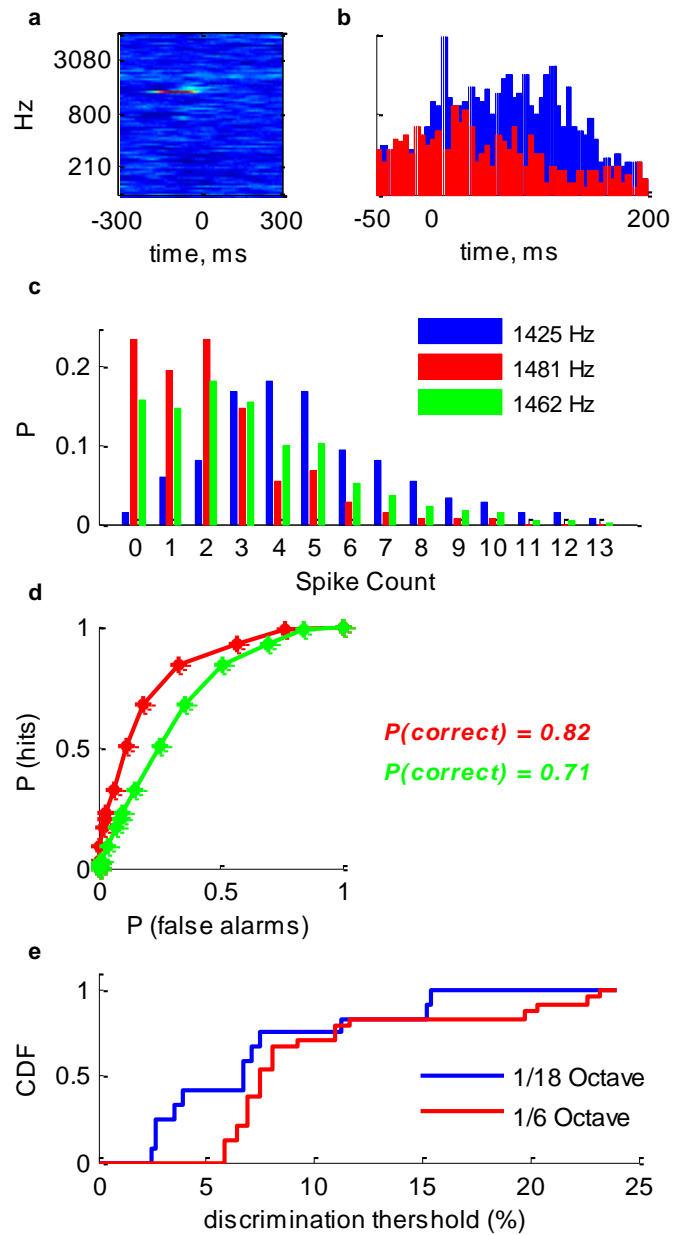 a
Hz
3080
800
210
-300 0 300
time, ms
b
-50 0 200
time, ms
c
P
0.2
0.1
0
1425 Hz
1481 Hz
1462 Hz
0 1 2 3 4 5 6 7 8 9 10 11 12 13
Spike Count
d
P (hits)
1
0.5
0
0 0.5 1
P (false alarms)
P(correct) = 0.82
P(correct) = 0.71
e
CDF
1
0.5
0
1/18 Octave
1/6 Octave
0 5 10 15 20 25
discrimination thershold (%)